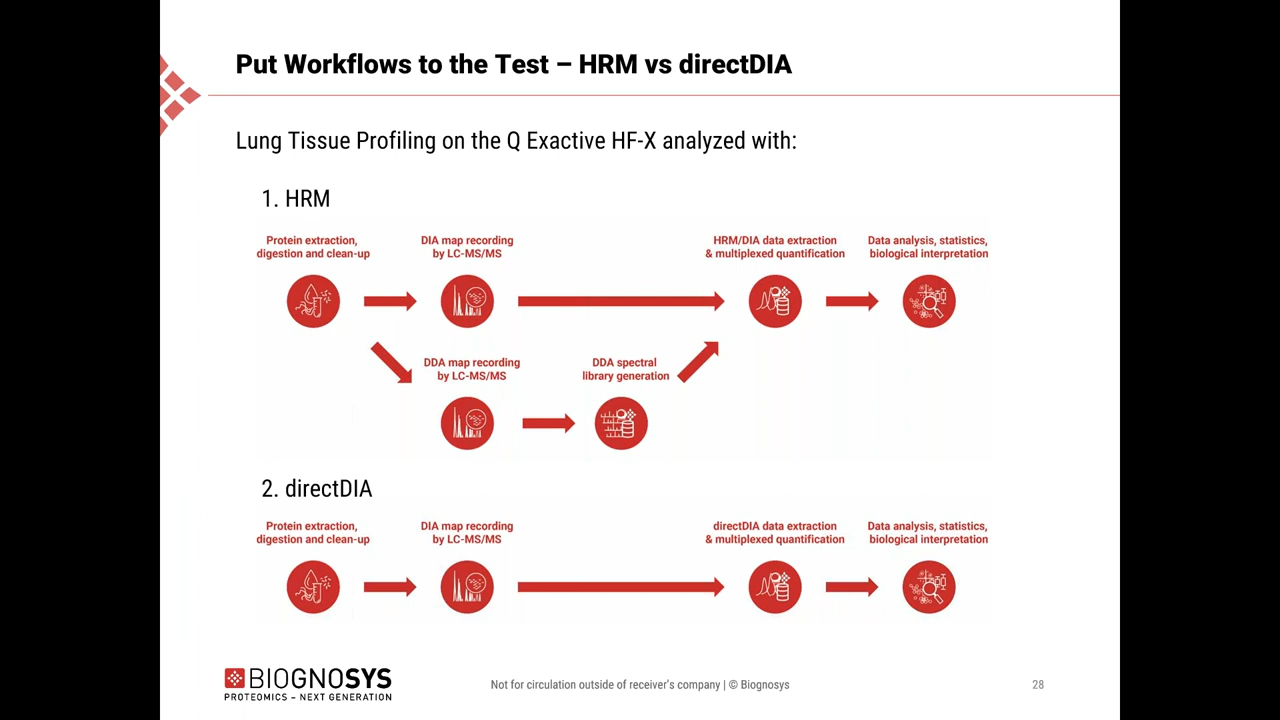 Put Workflows to the Test – HRM vs directDIA
Lung Tissue Profiling on the Q Exactive HF-X analyzed with:
1. HRM
Protein extraction,
digestion and clean-up
DIA map recording
by LC-MS/MS
HRM/DIA data extraction
& multiplexed quantification
Data analysis, statistics,
biological interpretation
DDA map recording
by LC-MS/MS
DDA spectral
library generation
2. directDIA
Protein extraction,
digestion and clean-up
DIA map recording
by LC-MS/MS
directDIA data extraction
& multiplexed quantification
Data analysis, statistics,
biological interpretation
BIOGNOSYS
PROTEOMICS – NEXT GENERATION
Not for circulation outside of receiver's company | © Biognosys
28